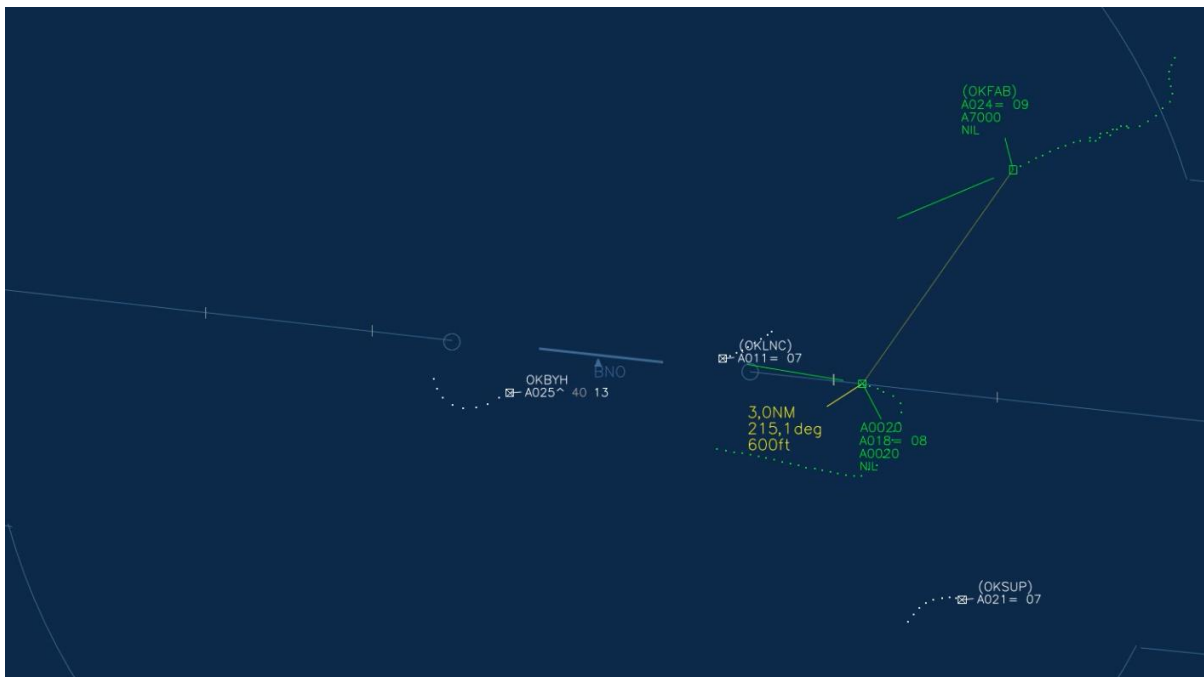 (OKFAB)
A024= 09
A7000
NIL
(OKLNC)
A011= 07
BNO
OKBYH
A025^ 40 13
3,0NM
215,1deg
600ft
A0020
A018= 08
A0020
NIL
(OKSUP)
A021= 07